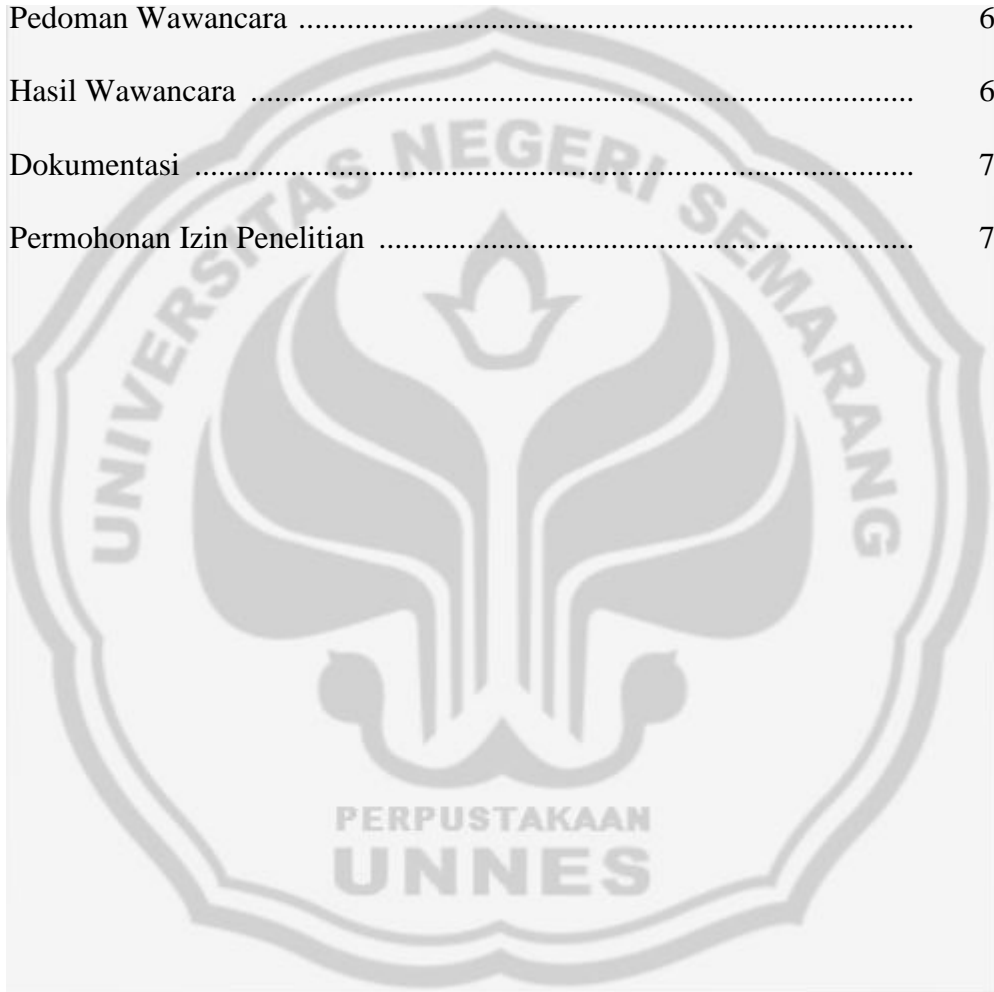 Pedoman Wawancara ............................................................................. 6
Hasil Wawancara ................................................................................... 6
Dokumentasi .......................................................................................... 7
Permohonan Izin Penelitian ................................................................... 7
UNIVERSITAS NEGERI SEMARANG
PERPUSTAKAAN
UNNES